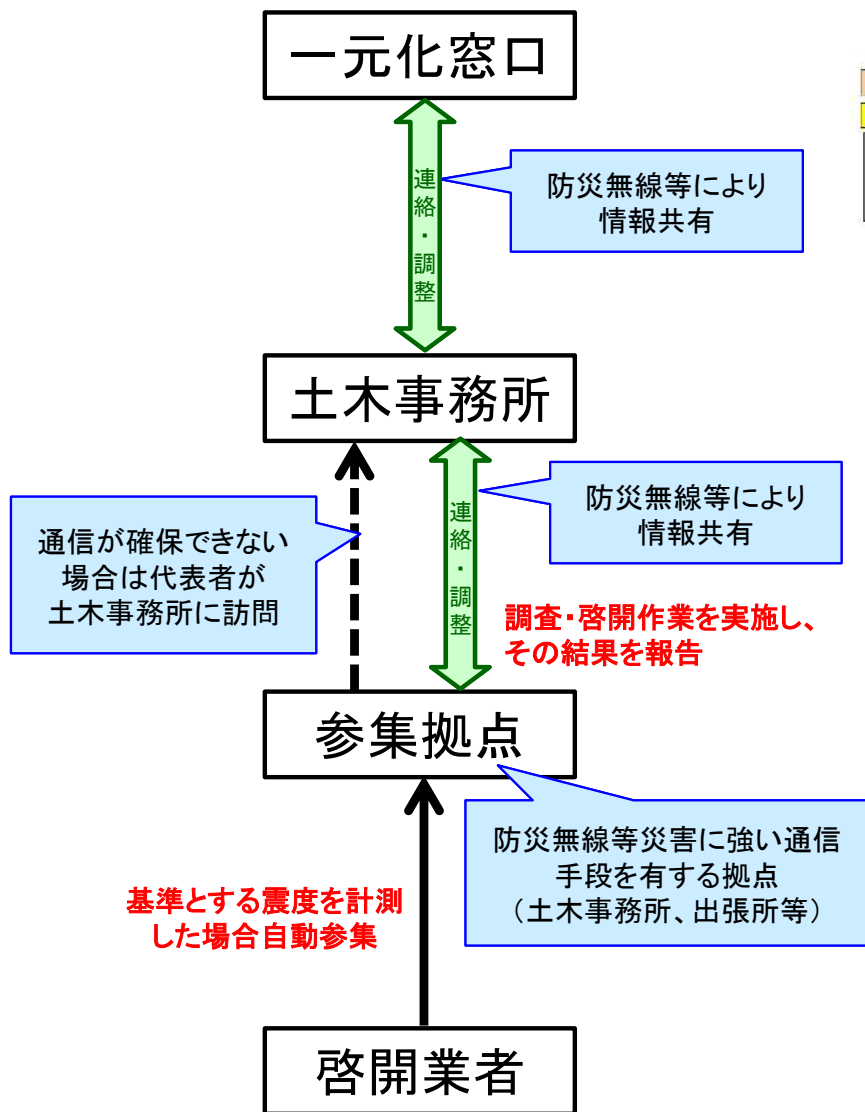 一元化窓口
連絡・調整
防災無線等により
情報共有
土木事務所
連絡・調整
防災無線等により
情報共有
通信が確保できない
場合は代表者が
土木事務所に訪問
調査・啓開作業を実施し、
その結果を報告
参集拠点
防災無線等災害に強い通信
手段を有する拠点
（土木事務所、出張所等）
基準とする震度を計測
した場合自動参集
啓開業者